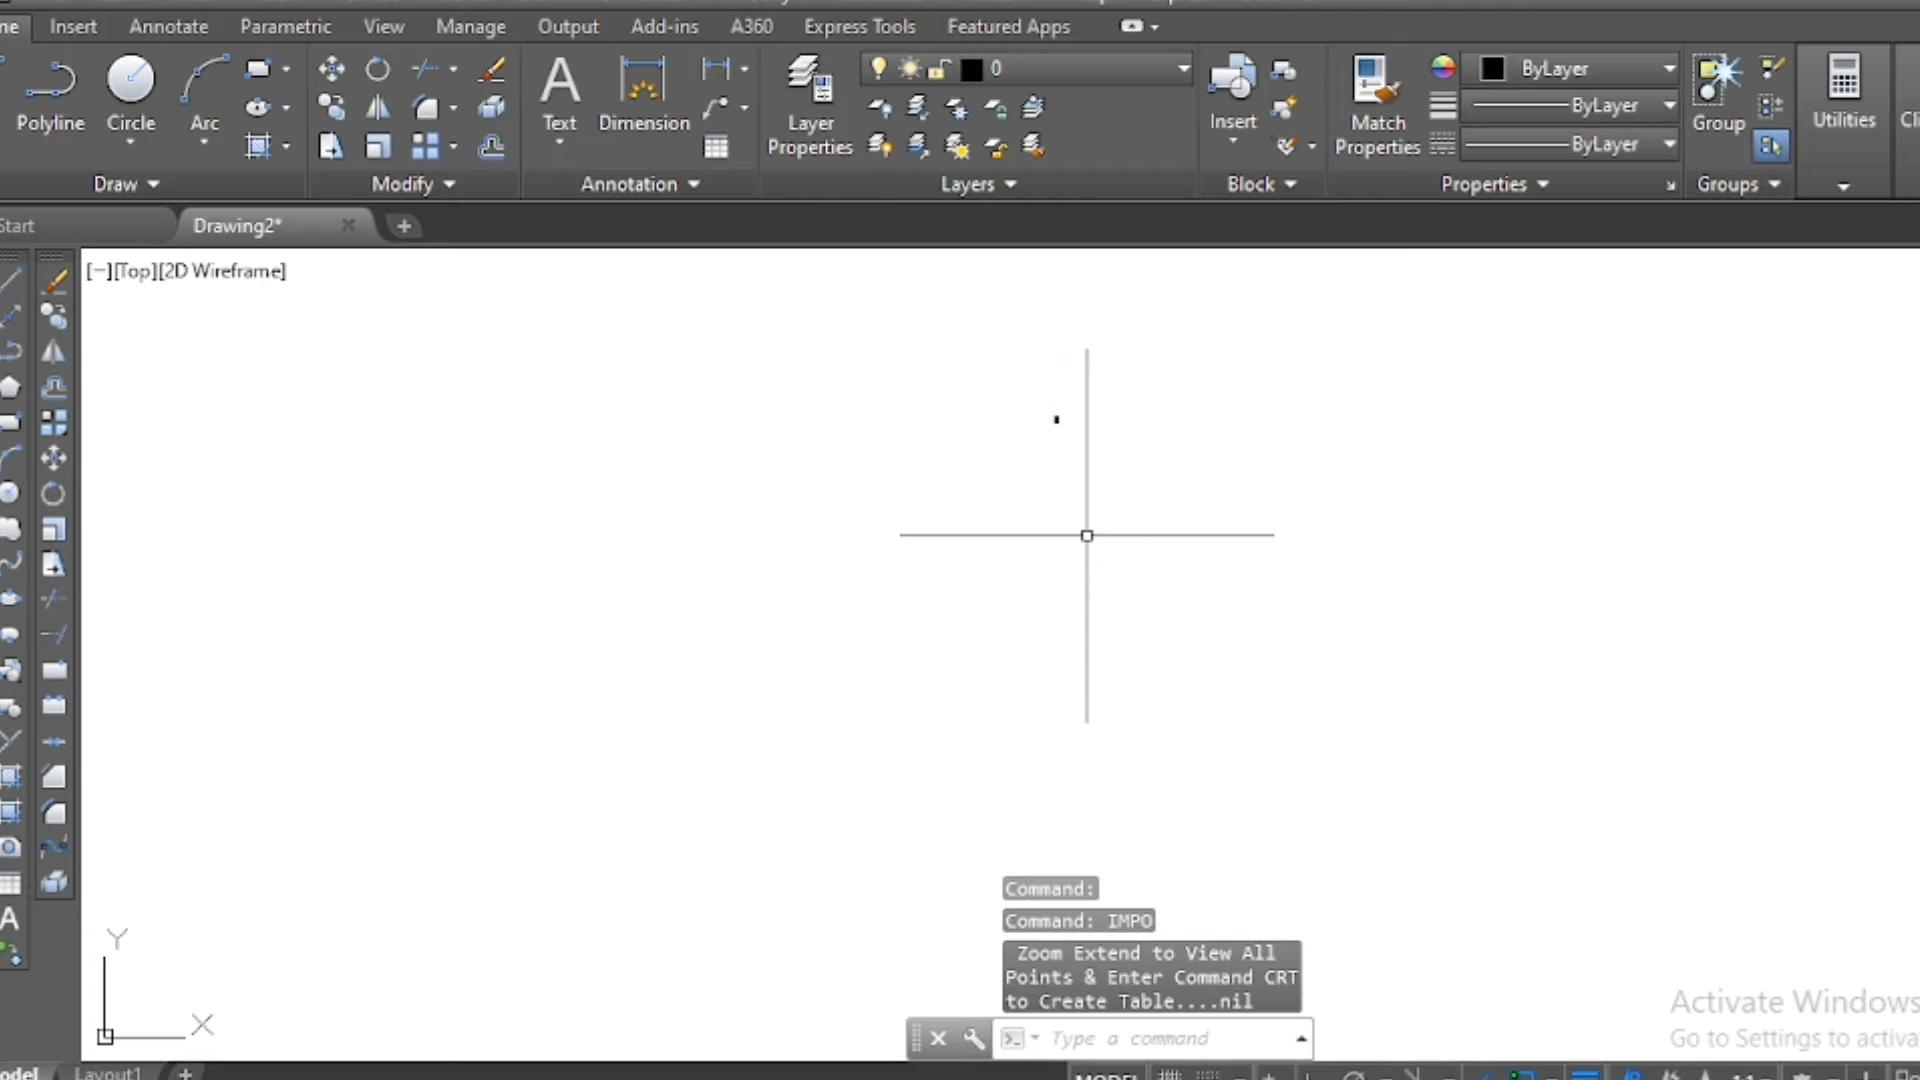 me Insert Annotate Parametric View Manage Output Add-ins A360 Express Tools Featured Apps
0
ByLayer
ByLayer
ByLayer
Polyline Circle Arc
Text Dimension
Layer
Properties
Insert
Match
Properties
Group
Utilities
Draw Modify Annotation Layers Block Properties Groups
Start Drawing2*
[−][Top][2D Wireframe]
Command:
Command: IMPO
Zoom Extend to View All
Points & Enter Command CRT
to Create Table....nil
Type a command
Y
X
A
Activate Windows
Go to Settings to activa
odel Layout1
MODEL